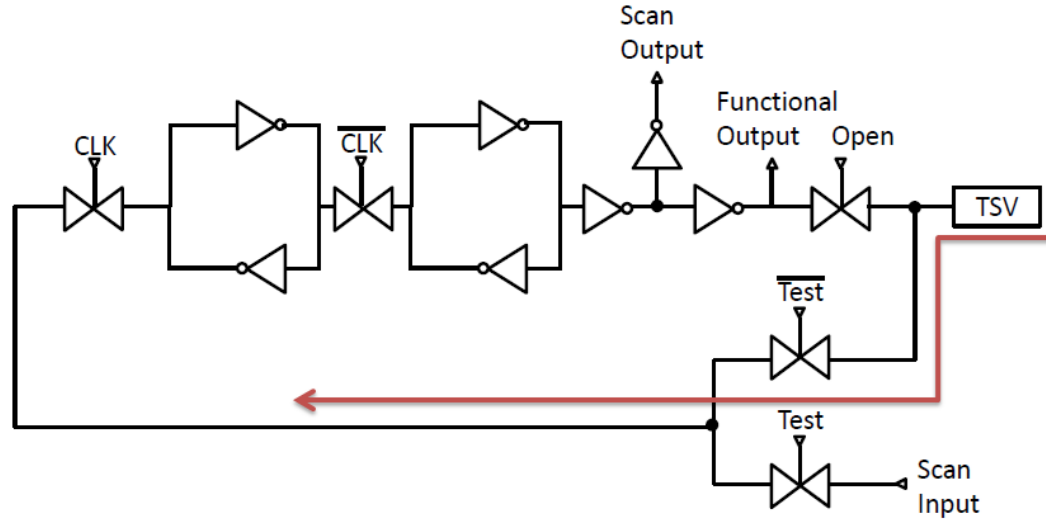 Scan
Output
Functional
Output
Open
CLK
CLK
TSV
Test
Test
Scan
Input